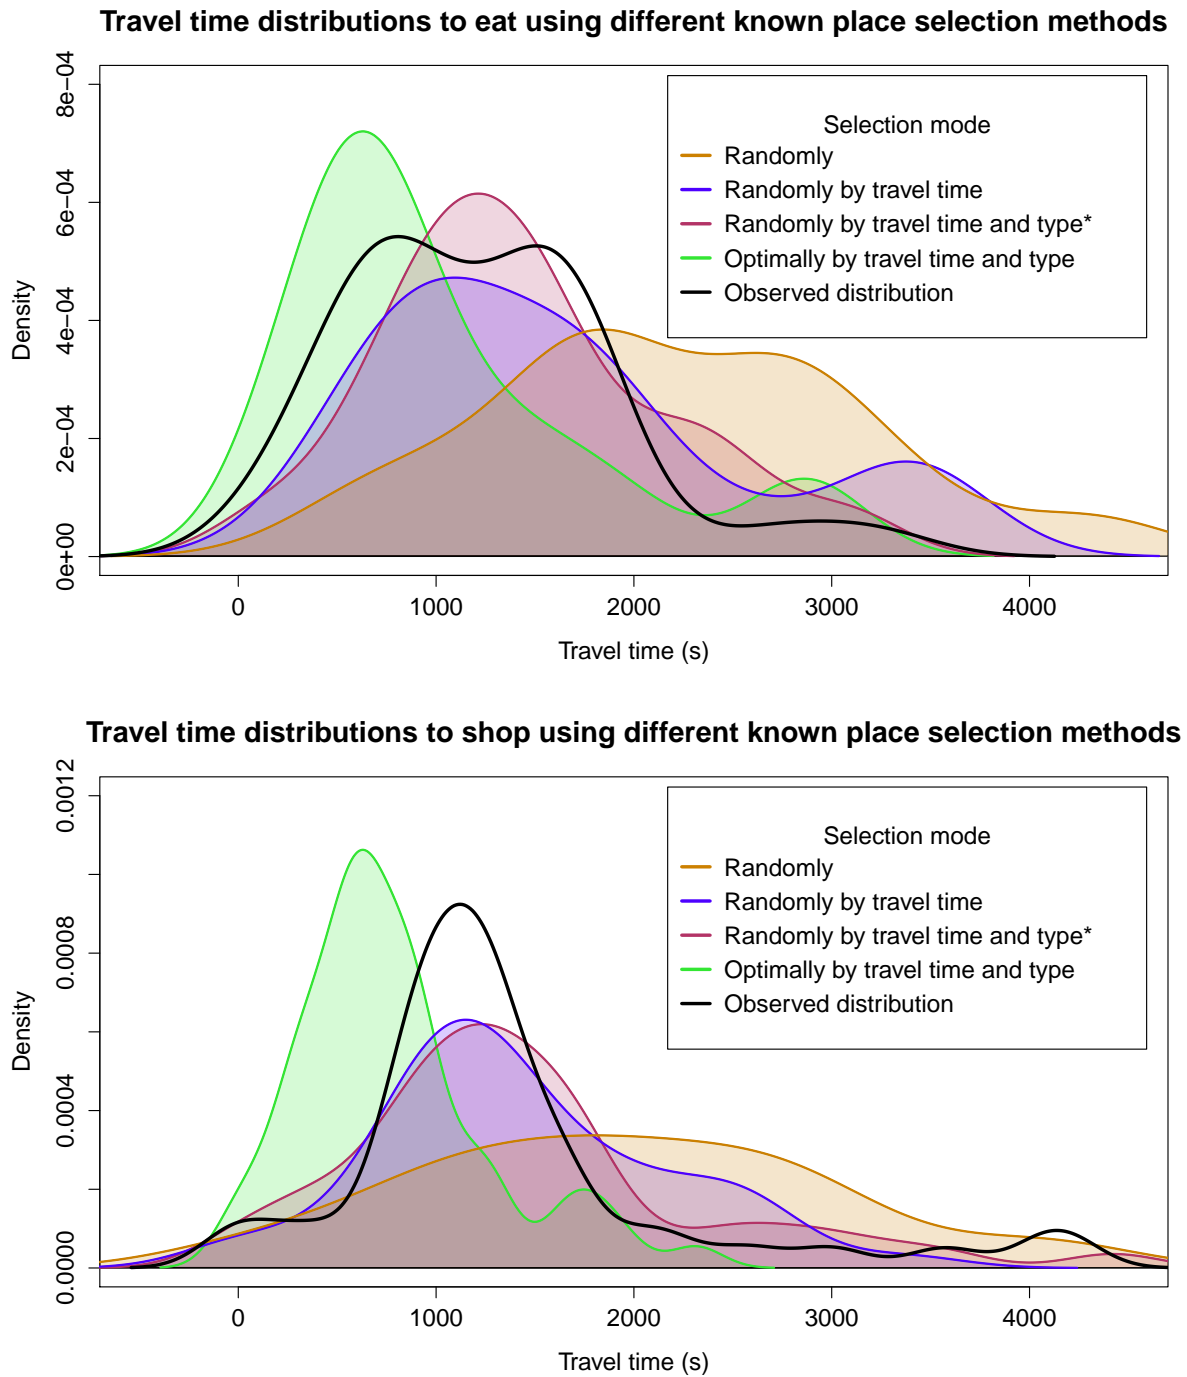 Travel time distributions to eat using different known place selection methods
8e−04
6e−04
4e−04
2e−04
0e+00
Density
Selection mode
Randomly
Randomly by travel time
Randomly by travel time and type*
Optimally by travel time and type
Observed distribution
0 1000 2000 3000 4000
Travel time (s)
Travel time distributions to shop using different known place selection methods
0.0012
0.0008
0.0004
0.0000
Density
Selection mode
Randomly
Randomly by travel time
Randomly by travel time and type*
Optimally by travel time and type
Observed distribution
0 1000 2000 3000 4000
Travel time (s)